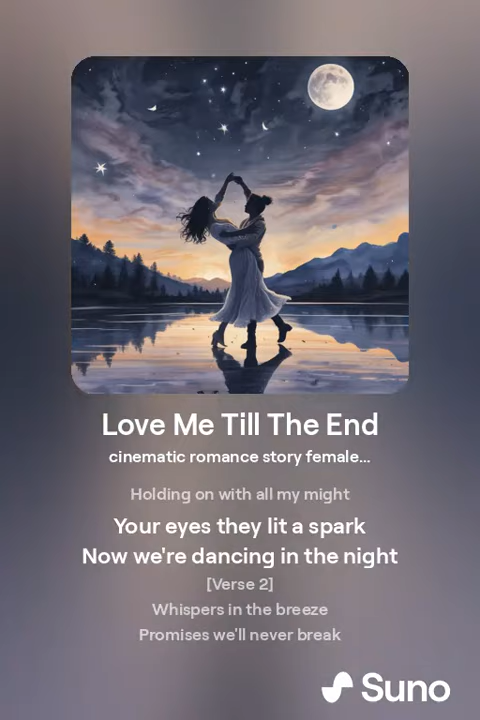 Love Me Till The End
cinematic romance story female...
Holding on with all my might
Your eyes they lit a spark
Now we're dancing in the night
[Verse 2]
Whispers in the breeze
Promises we'll never break
Suno